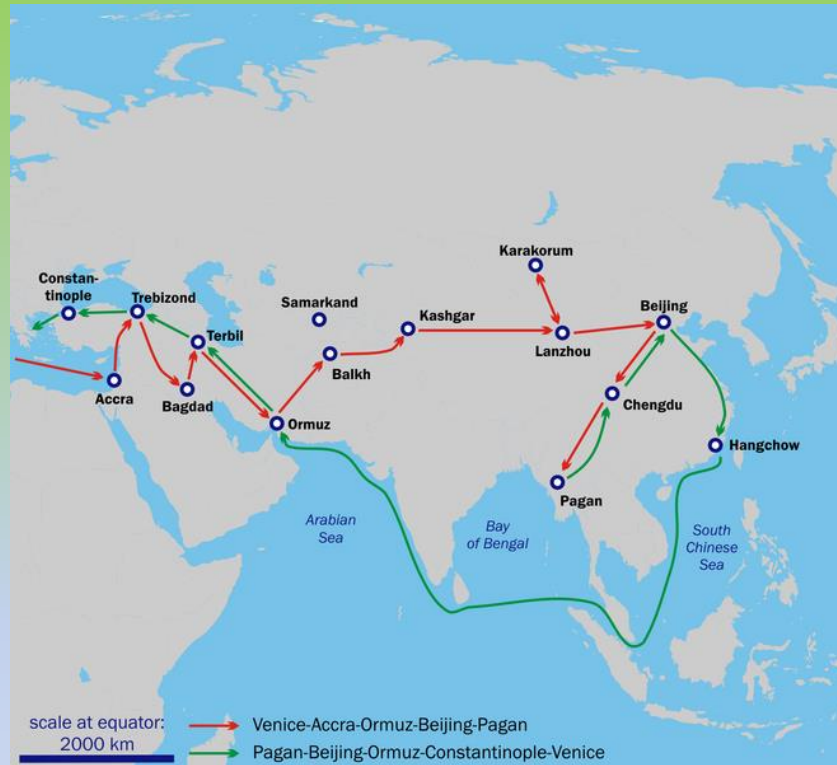 Karakorum
Constan-
tinople
Trebizond
Samarkand
Beijing
Terbil
Kashgar
Lanzhou
Balkh
Accra
Bagdad
Chengdu
Ormuz
Hangchow
Pagan
Arabian
Sea
Bay
of Bengal
South
Chinese
Sea
scale at equator:
2000 km
Venice-Accra-Ormuz-Beijing-Pagan
Pagan-Beijing-Ormuz-Constantinople-Venice